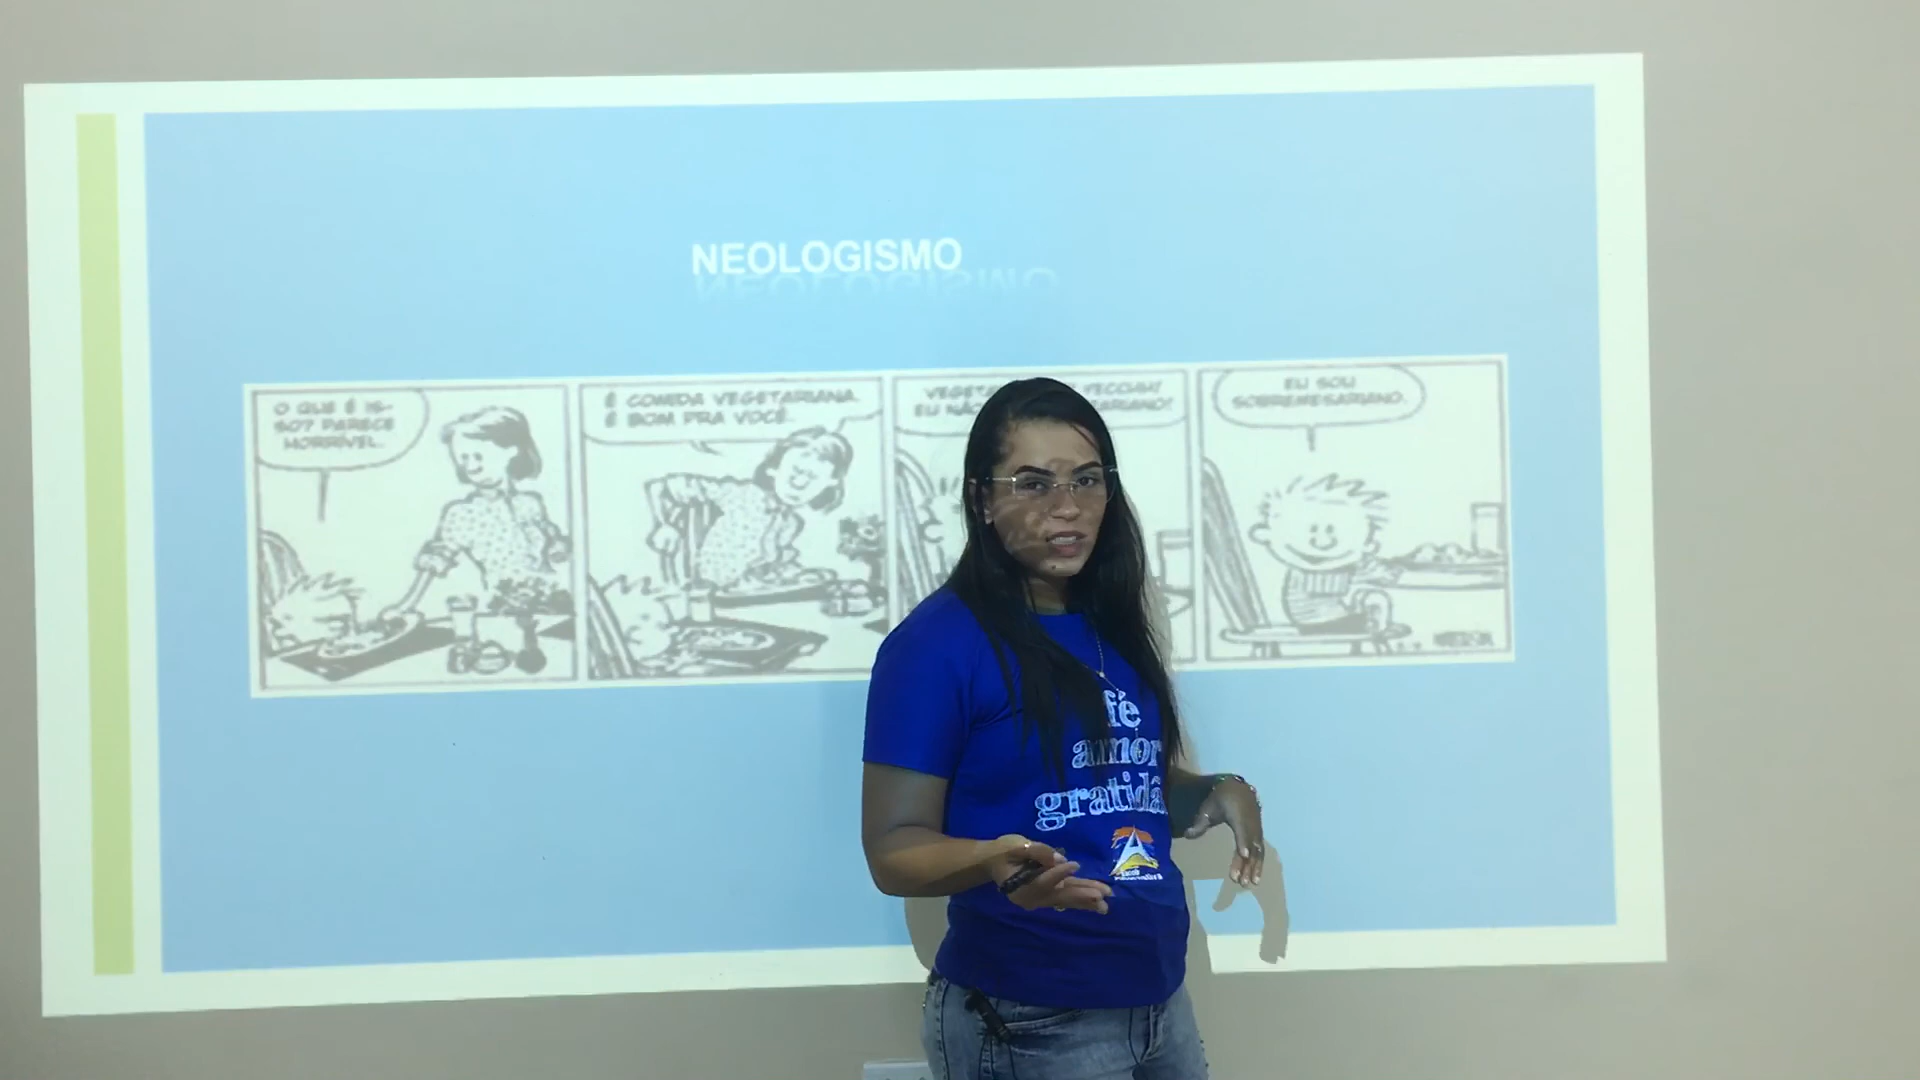 NEOLOGISMO
O QUE É IS-
SO? PARECE
HORRÍVEL.
É COMIDA VEGETARIANA.
É BOM PRA VOCÊ.
EU SOU
SOBREMESARIANO.
fé
amor
gratidã